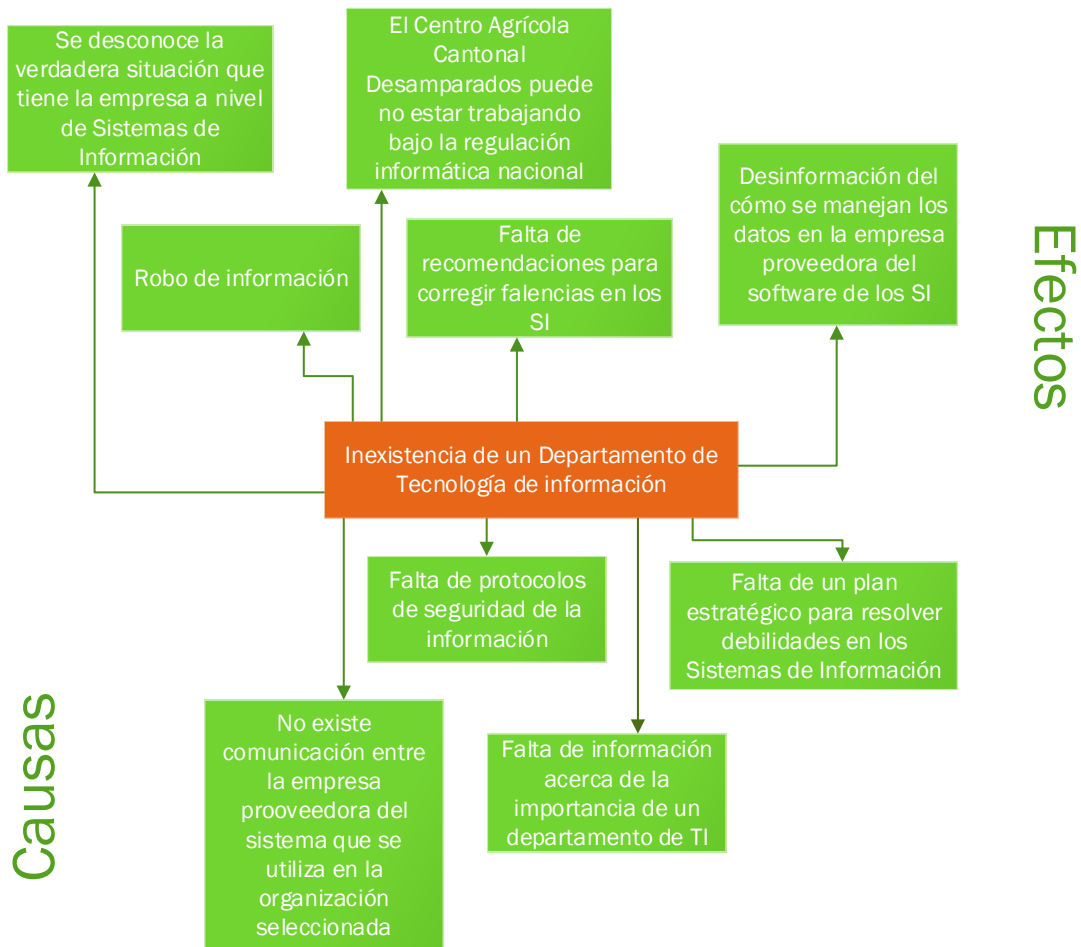 Se desconoce la
verdadera situación que
tiene la empresa a nivel
de Sistemas de
Información
El Centro Agrícola
Cantonal
Desamparados puede
no estar trabajando
bajo la regulación
informática nacional
Desinformación del
cómo se manejan los
datos en la empresa
proveedora del
software de los SI
Robo de información
Falta de
recomendaciones para
corregir falencias en los
SI
Efectos
Inexistencia de un Departamento de
Tecnología de información
Falta de protocolos
de seguridad de la
información
Falta de un plan
estratégico para resolver
debilidades en los
Sistemas de Información
Causas
No existe
comunicación entre
la empresa
prooveedora del
sistema que se
utiliza en la
organización
seleccionada
Falta de información
acerca de la
importancia de un
departamento de TI